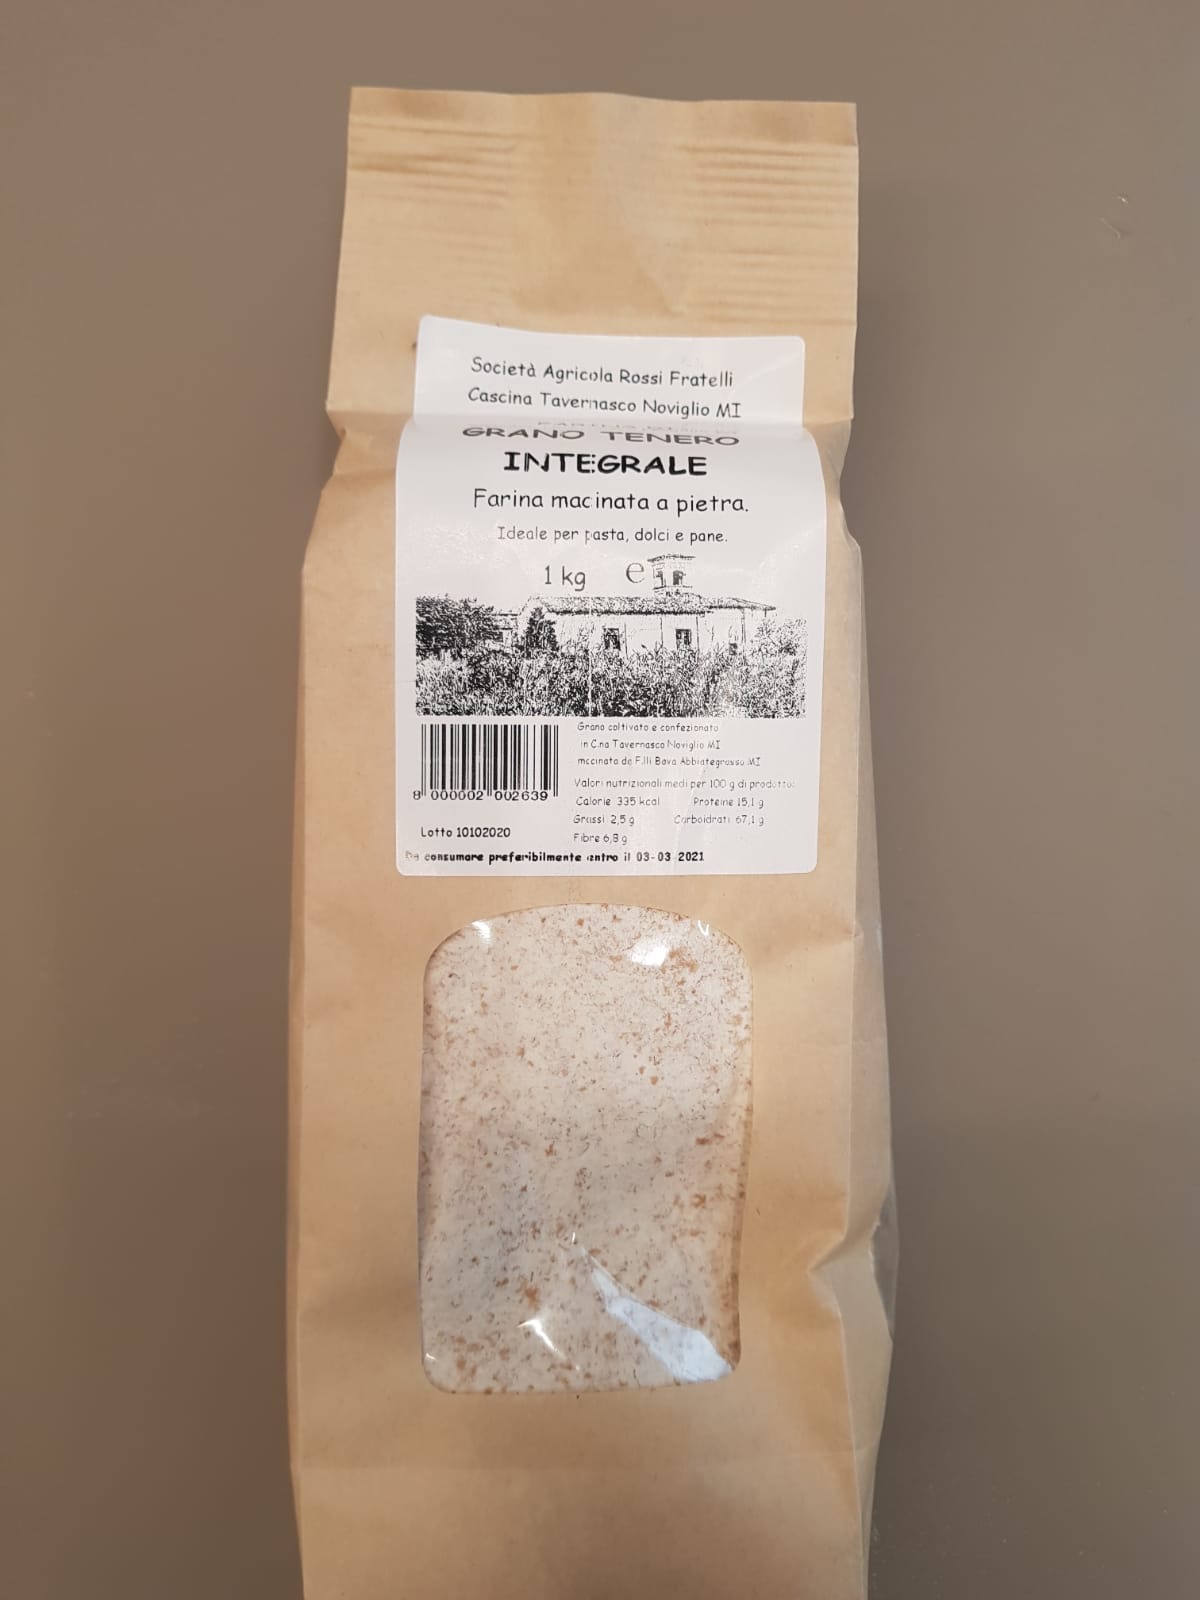 Società Agricola Rossi Fratelli
Cascina Tavernasco Noviglio MI
GRANO TENERO
INTEGRALE
Farina macinata a pietra.
Ideale per pasta, dolci e pane.
1 kg e
Grano coltivato e confezionato
in C.na Tavernasco Noviglio MI
macinata da F.lli Bava Abbiategrasso MI
Valori nutrizionali medi per 100 g di prodotto:
Calorie 335 kcal Proteine 15,1 g
Grassi 2,5 g Carboidrati 67,1 g
Fibre 6,8 g
8 000002 002639
Lotto 10102020
Da consumare preferibilmente entro il 03-03-2021